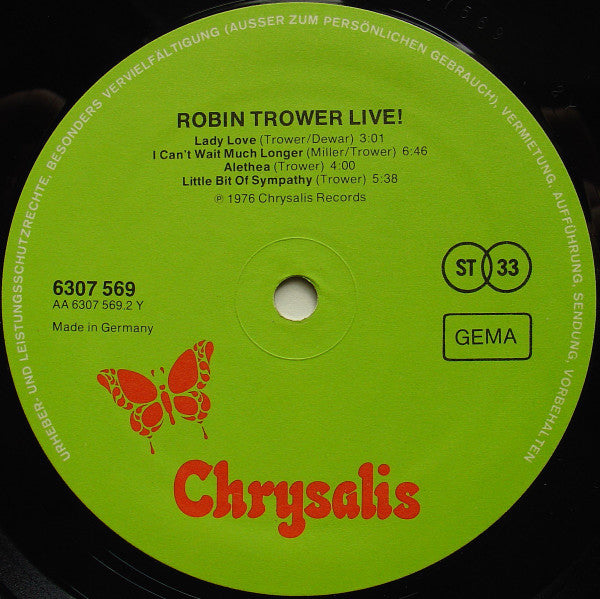 URHEBER- UND LEISTUNGSSCHUTZRECHTE, BESONDERS VERVIELFÄLTIGUNG (AUSSER ZUM PERSÖNLICHEN GEBRAUCH), VERMIETUNG, AUFFÜHRUNG, SENDUNG, VORBEHALTEN
ROBIN TROWER LIVE!
Lady Love (Trower/Dewar) 3:01
I Can't Wait Much Longer (Miller/Trower) 6:46
Alethea (Trower) 4:00
Little Bit Of Sympathy (Trower) 5:38
℗ 1976 Chrysalis Records
6307 569
AA 6307 569.2 Y
Made in Germany
ST 33
GEMA
Chrysalis